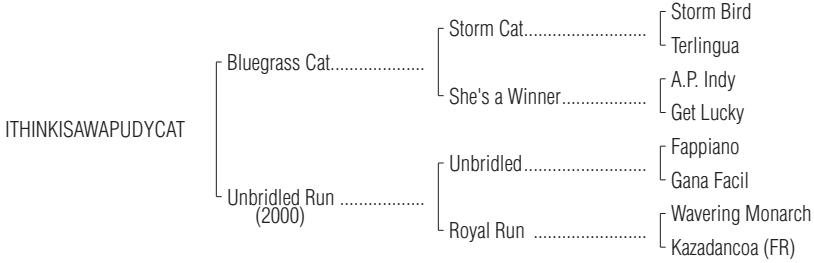 Storm Bird
Storm Cat........................
Terlingua
Bluegrass Cat....................
A.P. Indy
She's a Winner.................
Get Lucky
ITHINKISAWAPUDYCAT
Fappiano
Unbridled........................
Gana Facil
Unbridled Run ..................
(2000)
Wavering Monarch
Royal Run ......................
Kazadancoa (FR)